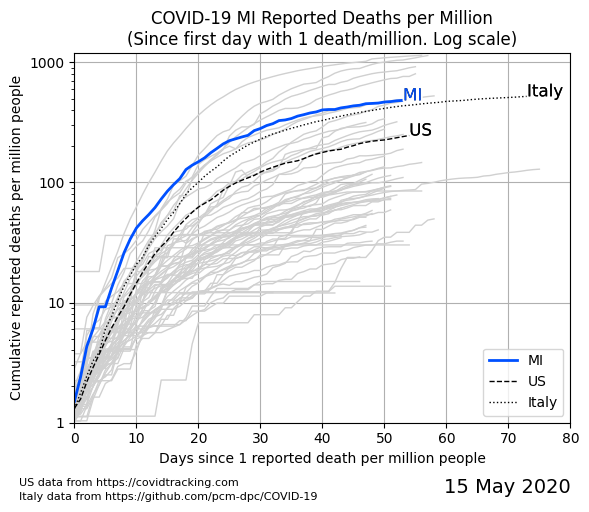 COVID-19 MI Reported Deaths per Million
(Since first day with 1 death/million. Log scale)
Cumulative reported deaths per million people
1000
100
10
1
MI
Italy
US
MI
US
Italy
0 10 20 30 40 50 60 70 80
Days since 1 reported death per million people
US data from https://covidtracking.com
Italy data from https://github.com/pcm-dpc/COVID-19
15 May 2020